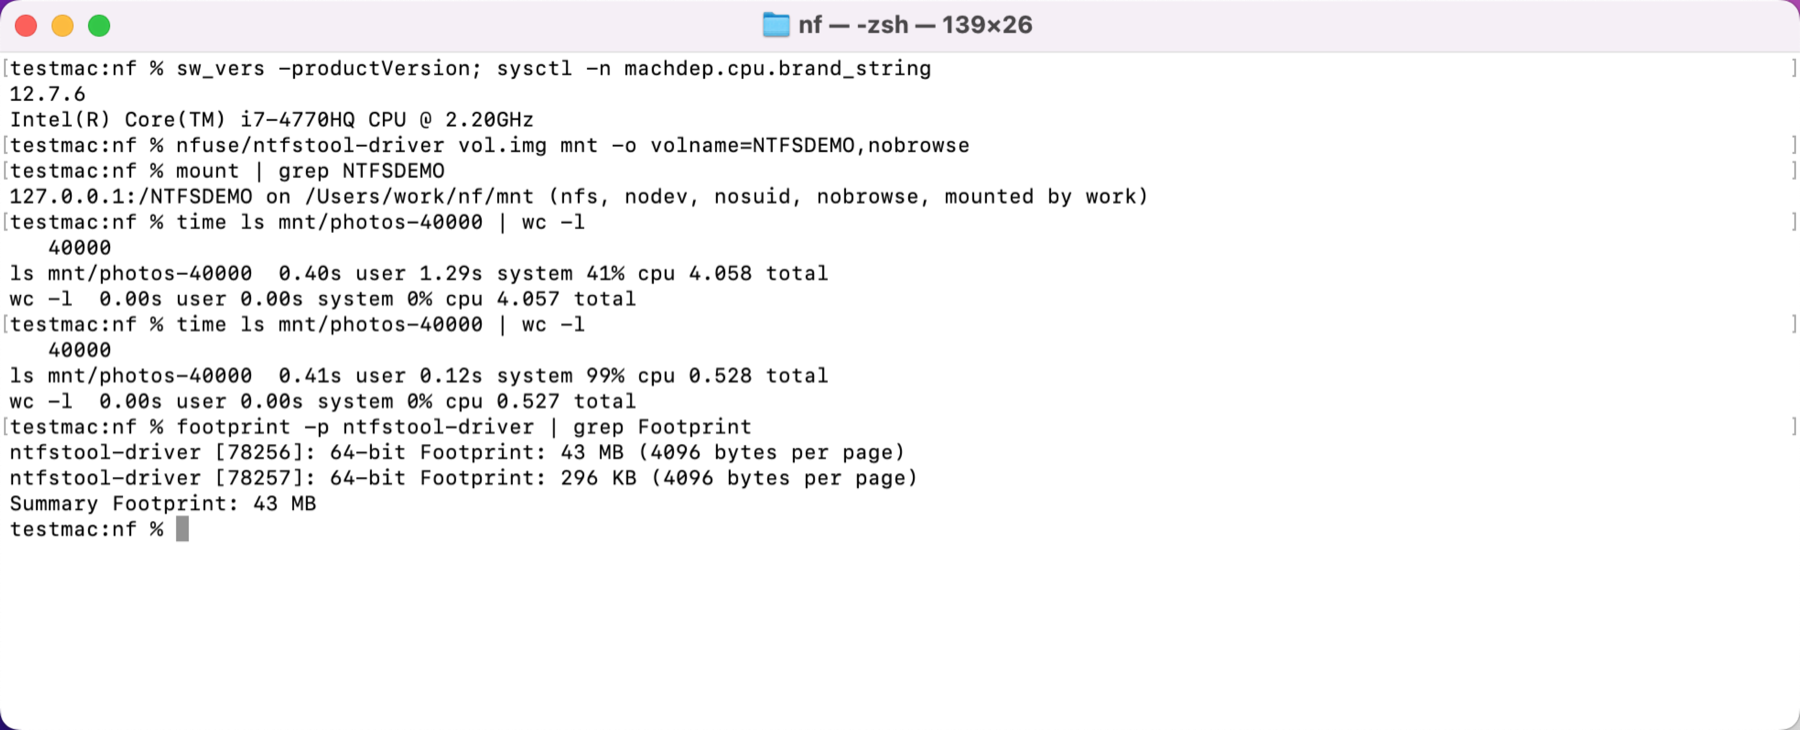 nf — -zsh — 139×26
[testmac:nf % sw_vers -productVersion; sysctl -n machdep.cpu.brand_string ]
12.7.6
Intel(R) Core(TM) i7-4770HQ CPU @ 2.20GHz
[testmac:nf % nfuse/ntfstool-driver vol.img mnt -o volname=NTFSDEMO,nobrowse ]
[testmac:nf % mount | grep NTFSDEMO ]
127.0.0.1:/NTFSDEMO on /Users/work/nf/mnt (nfs, nodev, nosuid, nobrowse, mounted by work)
[testmac:nf % time ls mnt/photos-40000 | wc -l ]
   40000
ls mnt/photos-40000  0.40s user 1.29s system 41% cpu 4.058 total
wc -l  0.00s user 0.00s system 0% cpu 4.057 total
[testmac:nf % time ls mnt/photos-40000 | wc -l ]
   40000
ls mnt/photos-40000  0.41s user 0.12s system 99% cpu 0.528 total
wc -l  0.00s user 0.00s system 0% cpu 0.527 total
[testmac:nf % footprint -p ntfstool-driver | grep Footprint ]
ntfstool-driver [78256]: 64-bit Footprint: 43 MB (4096 bytes per page)
ntfstool-driver [78257]: 64-bit Footprint: 296 KB (4096 bytes per page)
Summary Footprint: 43 MB
testmac:nf %